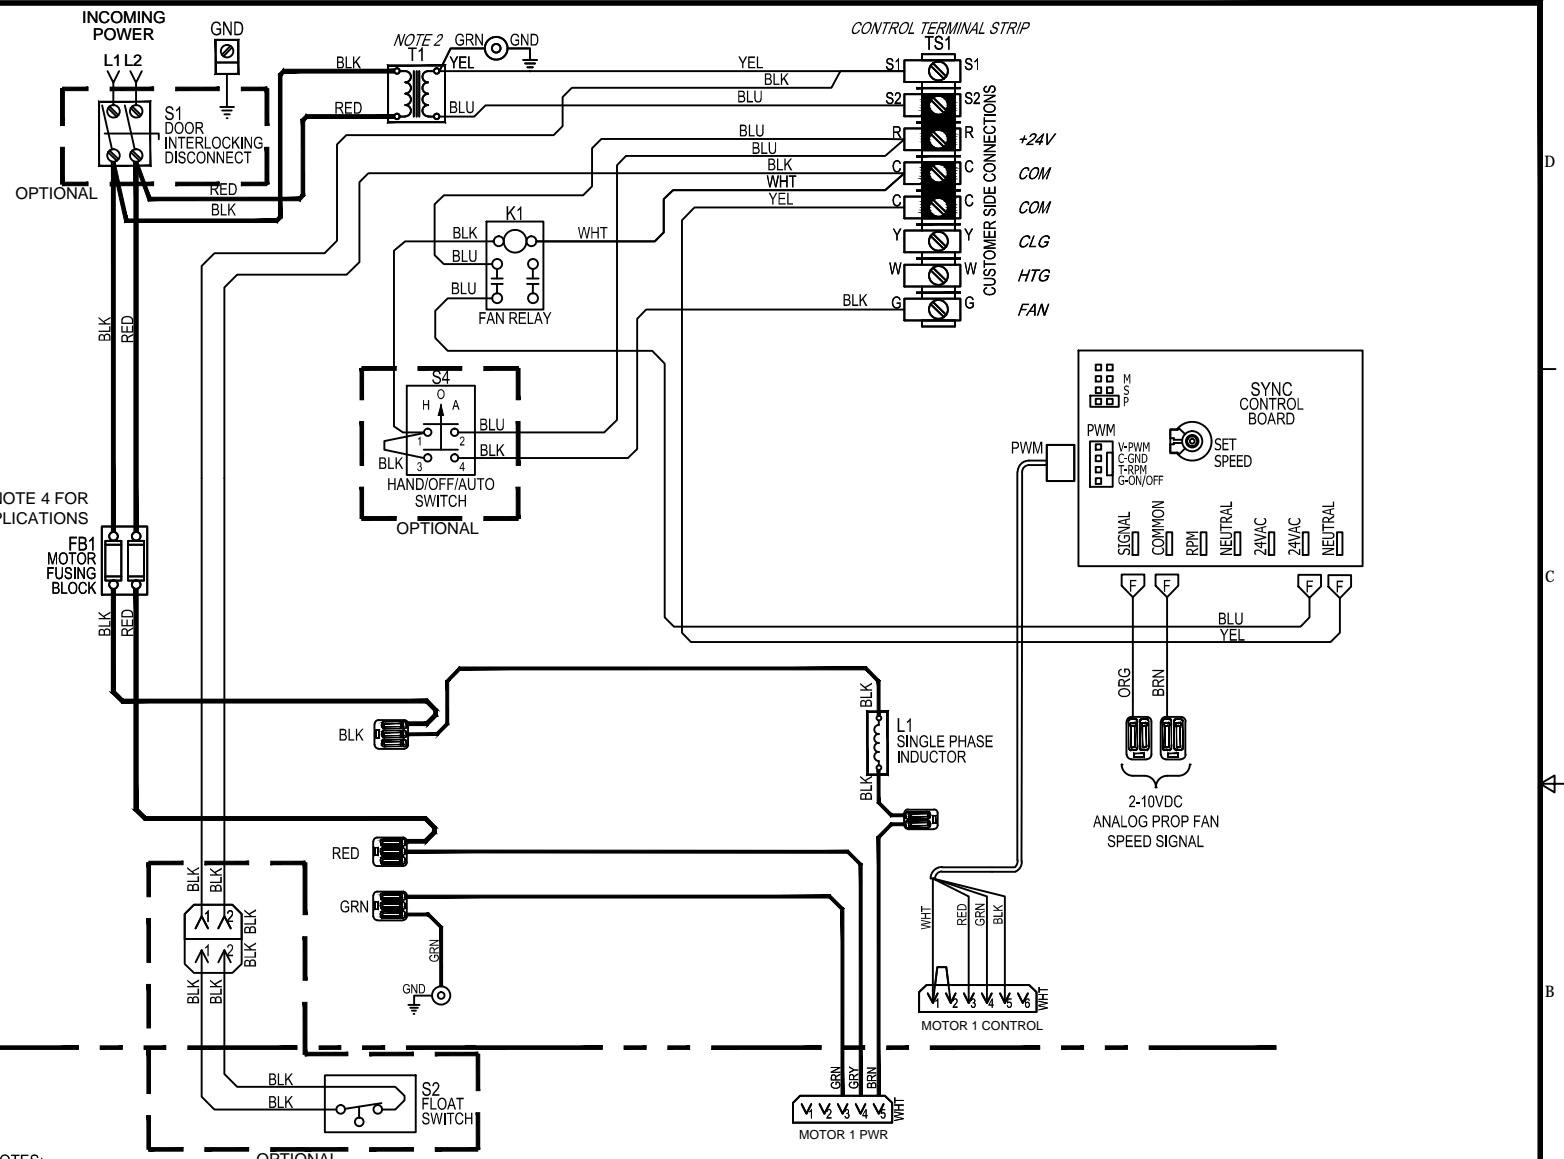 INCOMING
POWER
L1 L2
GND
S1
DOOR
INTERLOCKING
DISCONNECT
OPTIONAL
RED
BLK
BLK
RED
NOTE 2
T1
GRN
GND
YEL
BLU
YEL
BLK
BLU
BLU
BLU
BLK
WHT
YEL
CONTROL TERMINAL STRIP
TS1
S1 S1
S2 S2
R R +24V
C C COM
C C COM
Y Y CLG
W W HTG
G G FAN
CUSTOMER SIDE CONNECTIONS
BLK
K1
BLK
BLU
BLU
WHT
FAN RELAY
BLK
RED
S4
O
H A
1 2
3 4
BLU
BLK
BLK
HAND/OFF/AUTO
SWITCH
OPTIONAL
NOTE 4 FOR
PLICATIONS
FB1
MOTOR
FUSING
BLOCK
BLK
RED
M
S
P
SYNC
CONTROL
BOARD
PWM
PWM
V-PWM
C-GND
T-RPM
G-ON/OFF
SET
SPEED
SIGNAL
COMMON
RPM
NEUTRAL
24VAC
24VAC
NEUTRAL
F F F F
BLU
YEL
ORG
BRN
2-10VDC
ANALOG PROP FAN
SPEED SIGNAL
BLK
BLK
L1
SINGLE PHASE
INDUCTOR
BLK
RED
GRN
GRN
GND
BLK
BLK
1 2
BLK
1 2
BLK
BLK
BLK
BLK
BLK
S2
FLOAT
SWITCH
OPTIONAL
WHT
RED
GRN
BLK
1 2 3 4 5 6
WHT
MOTOR 1 CONTROL
GRN
GRY
BRN
1 2 3 4 5
WHT
MOTOR 1 PWR
D
C
B